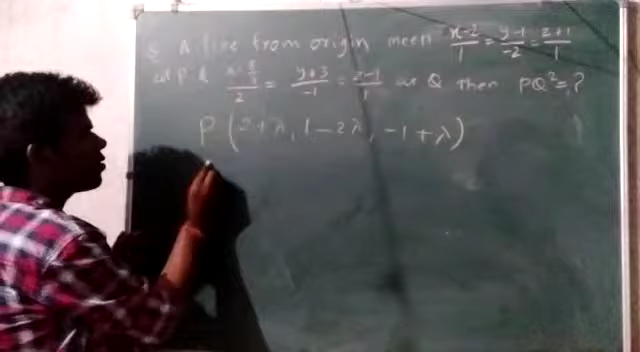 Q A line from origin meet x-2/1 = y-1/-2 = z+1/1
at P & x-8/3/2 = y+3/-1 = z-1/1 at Q then PQ² = ?
P (2+λ, 1-2λ, -1+λ)